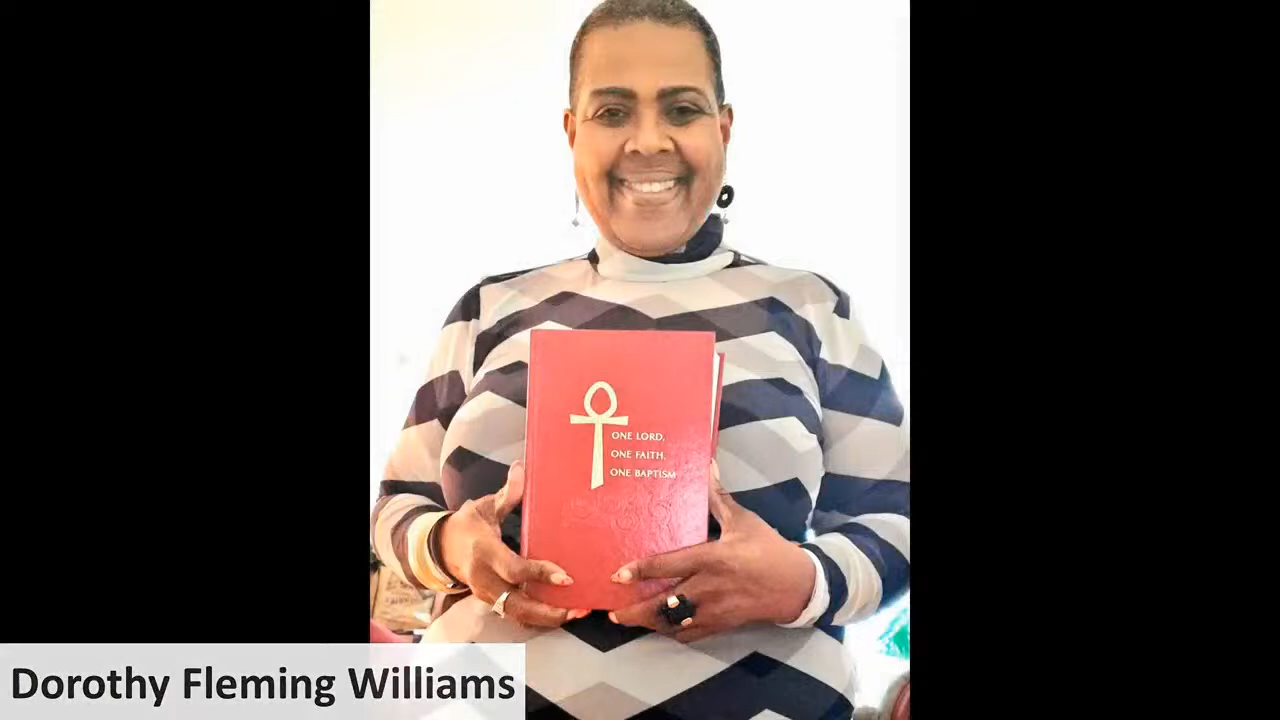 ONE LORD,
ONE FAITH,
ONE BAPTISM
Dorothy Fleming Williams